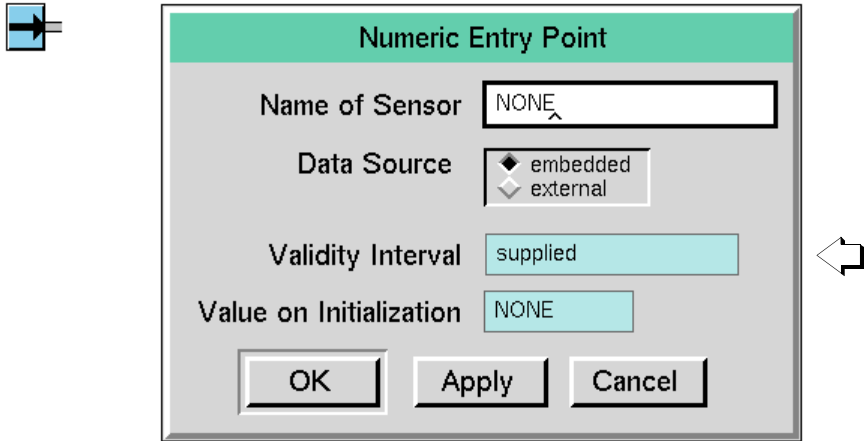 Numeric Entry Point
Name of Sensor NONE
Data Source embedded
external
Validity Interval supplied
Value on Initialization NONE
OK Apply Cancel